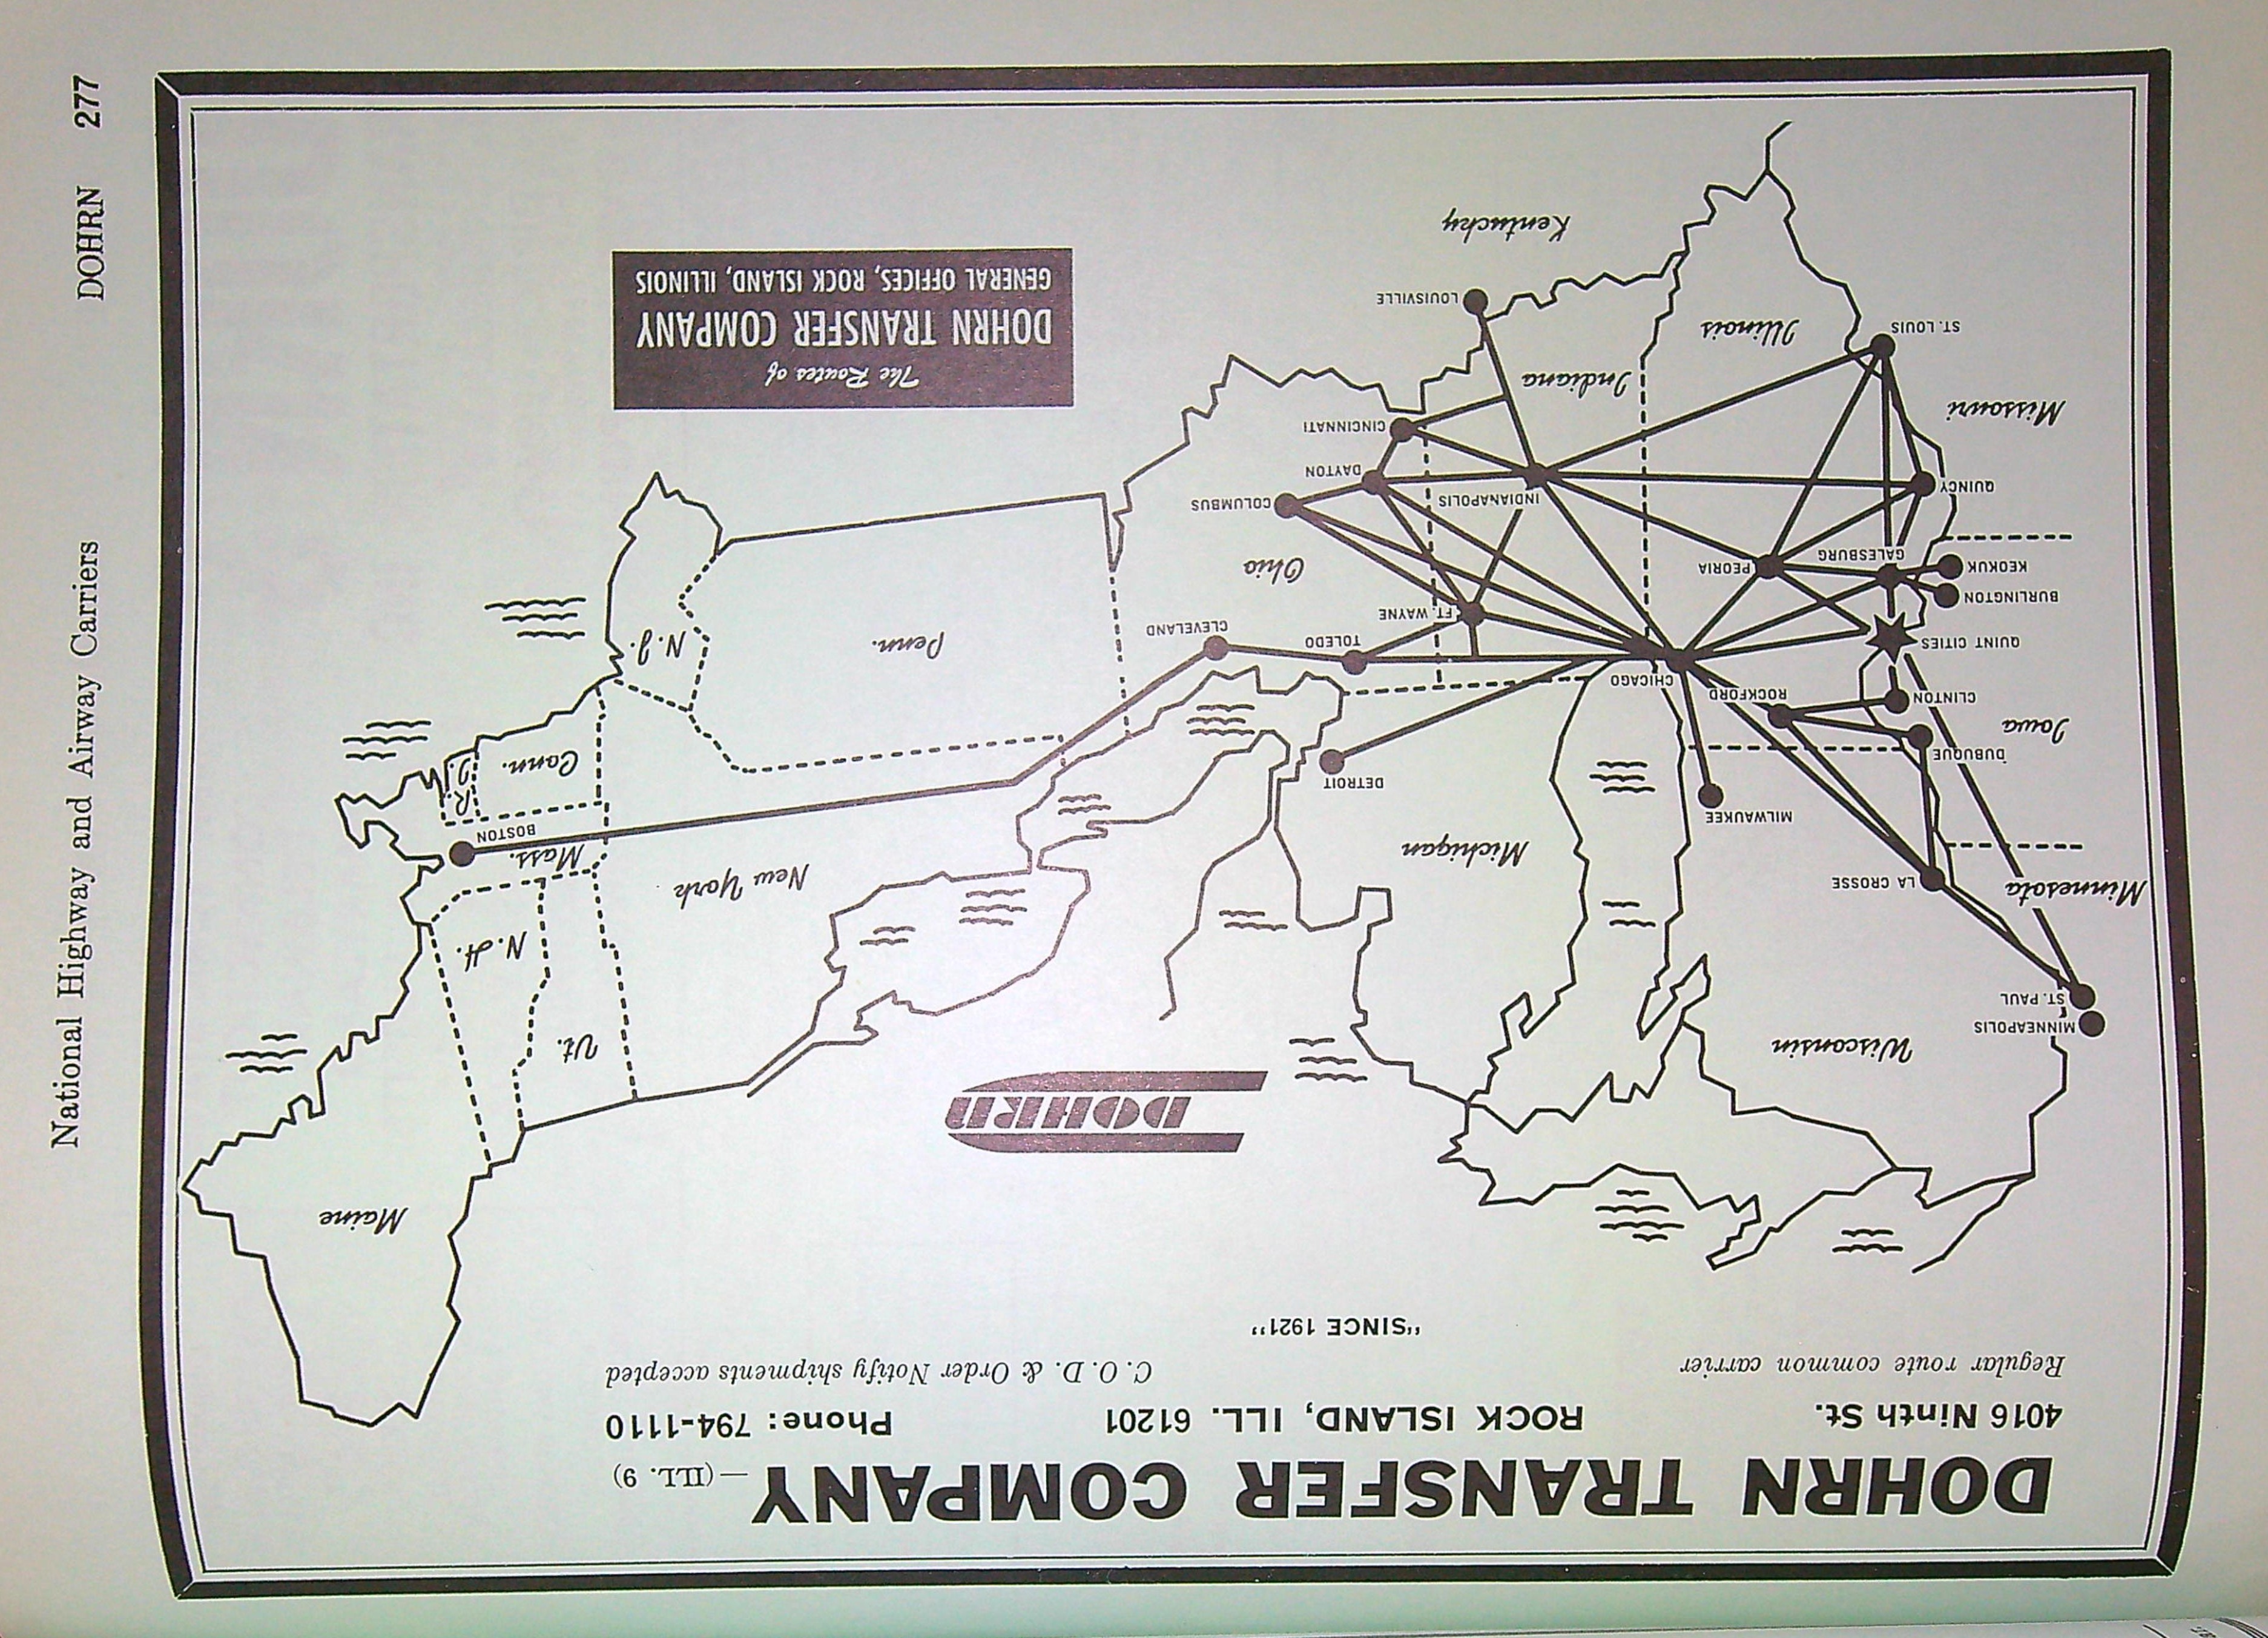 DOHRN TRANSFER COMPANY—(ILL. 9)
4016 Ninth St. ROCK ISLAND, ILL. 61201 Phone: 794-1110
Regular route common carrier C. O. D. & Order Notify shipments accepted
"SINCE 1921"
Maine
DOHRN
Wisconsin
Vt.
MINNEAPOLIS
ST. PAUL
N. H.
Minnesota
LA CROSSE
New York
Michigan
Mass.
BOSTON
MILWAUKEE
R. I.
DETROIT
Conn.
DUBUQUE
Iowa
CLINTON
ROCKFORD
CHICAGO
QUINT CITIES
TOLEDO
CLEVELAND
Penn.
N. J.
FT. WAYNE
BURLINGTON
KEOKUK
GALESBURG
PEORIA
Ohio
INDIANAPOLIS
COLUMBUS
QUINCY
DAYTON
CINCINNATI
Missouri
Indiana
Illinois
ST. LOUIS
LOUISVILLE
Kentucky
The Routes of
DOHRN TRANSFER COMPANY
GENERAL OFFICES, ROCK ISLAND, ILLINOIS
National Highway and Airway Carriers DOHRN 277